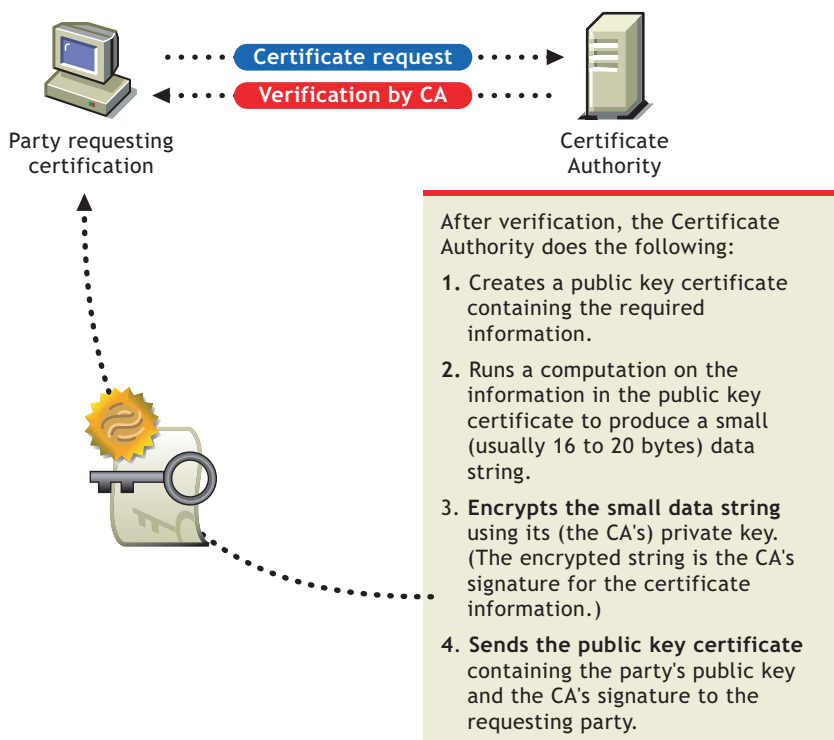 Certificate request
Verification by CA
Party requesting
certification
Certificate
Authority
After verification, the Certificate
Authority does the following:
1. Creates a public key certificate
containing the required
information.
2. Runs a computation on the
information in the public key
certificate to produce a small
(usually 16 to 20 bytes) data
string.
3. Encrypts the small data string
using its (the CA's) private key.
(The encrypted string is the CA's
signature for the certificate
information.)
4. Sends the public key certificate
containing the party's public key
and the CA's signature to the
requesting party.